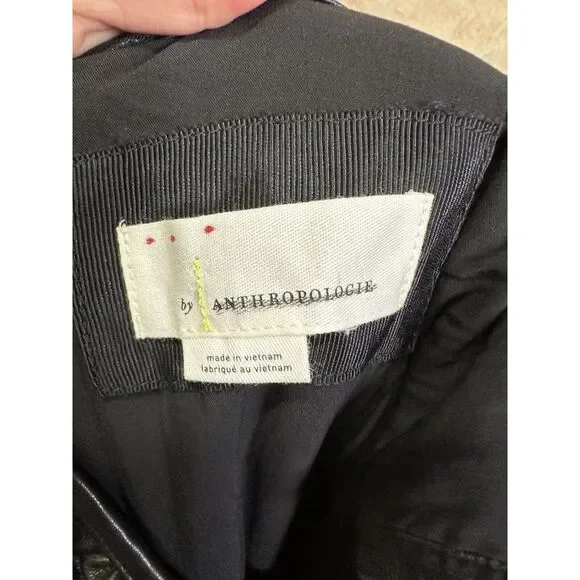 by ANTHROPOLOGIE
made in vietnam
fabriqué au vietnam